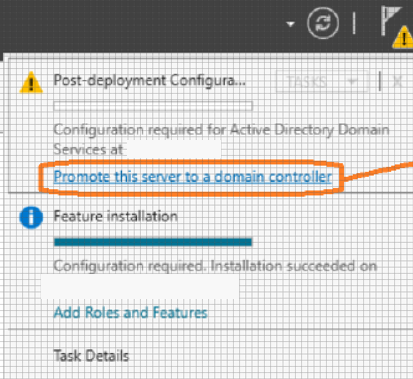 Post-deployment Configura...
TASKS
X
Configuration required for Active Directory Domain
Services at
Promote this server to a domain controller
Feature installation
Configuration required. Installation succeeded on
Add Roles and Features
Task Details